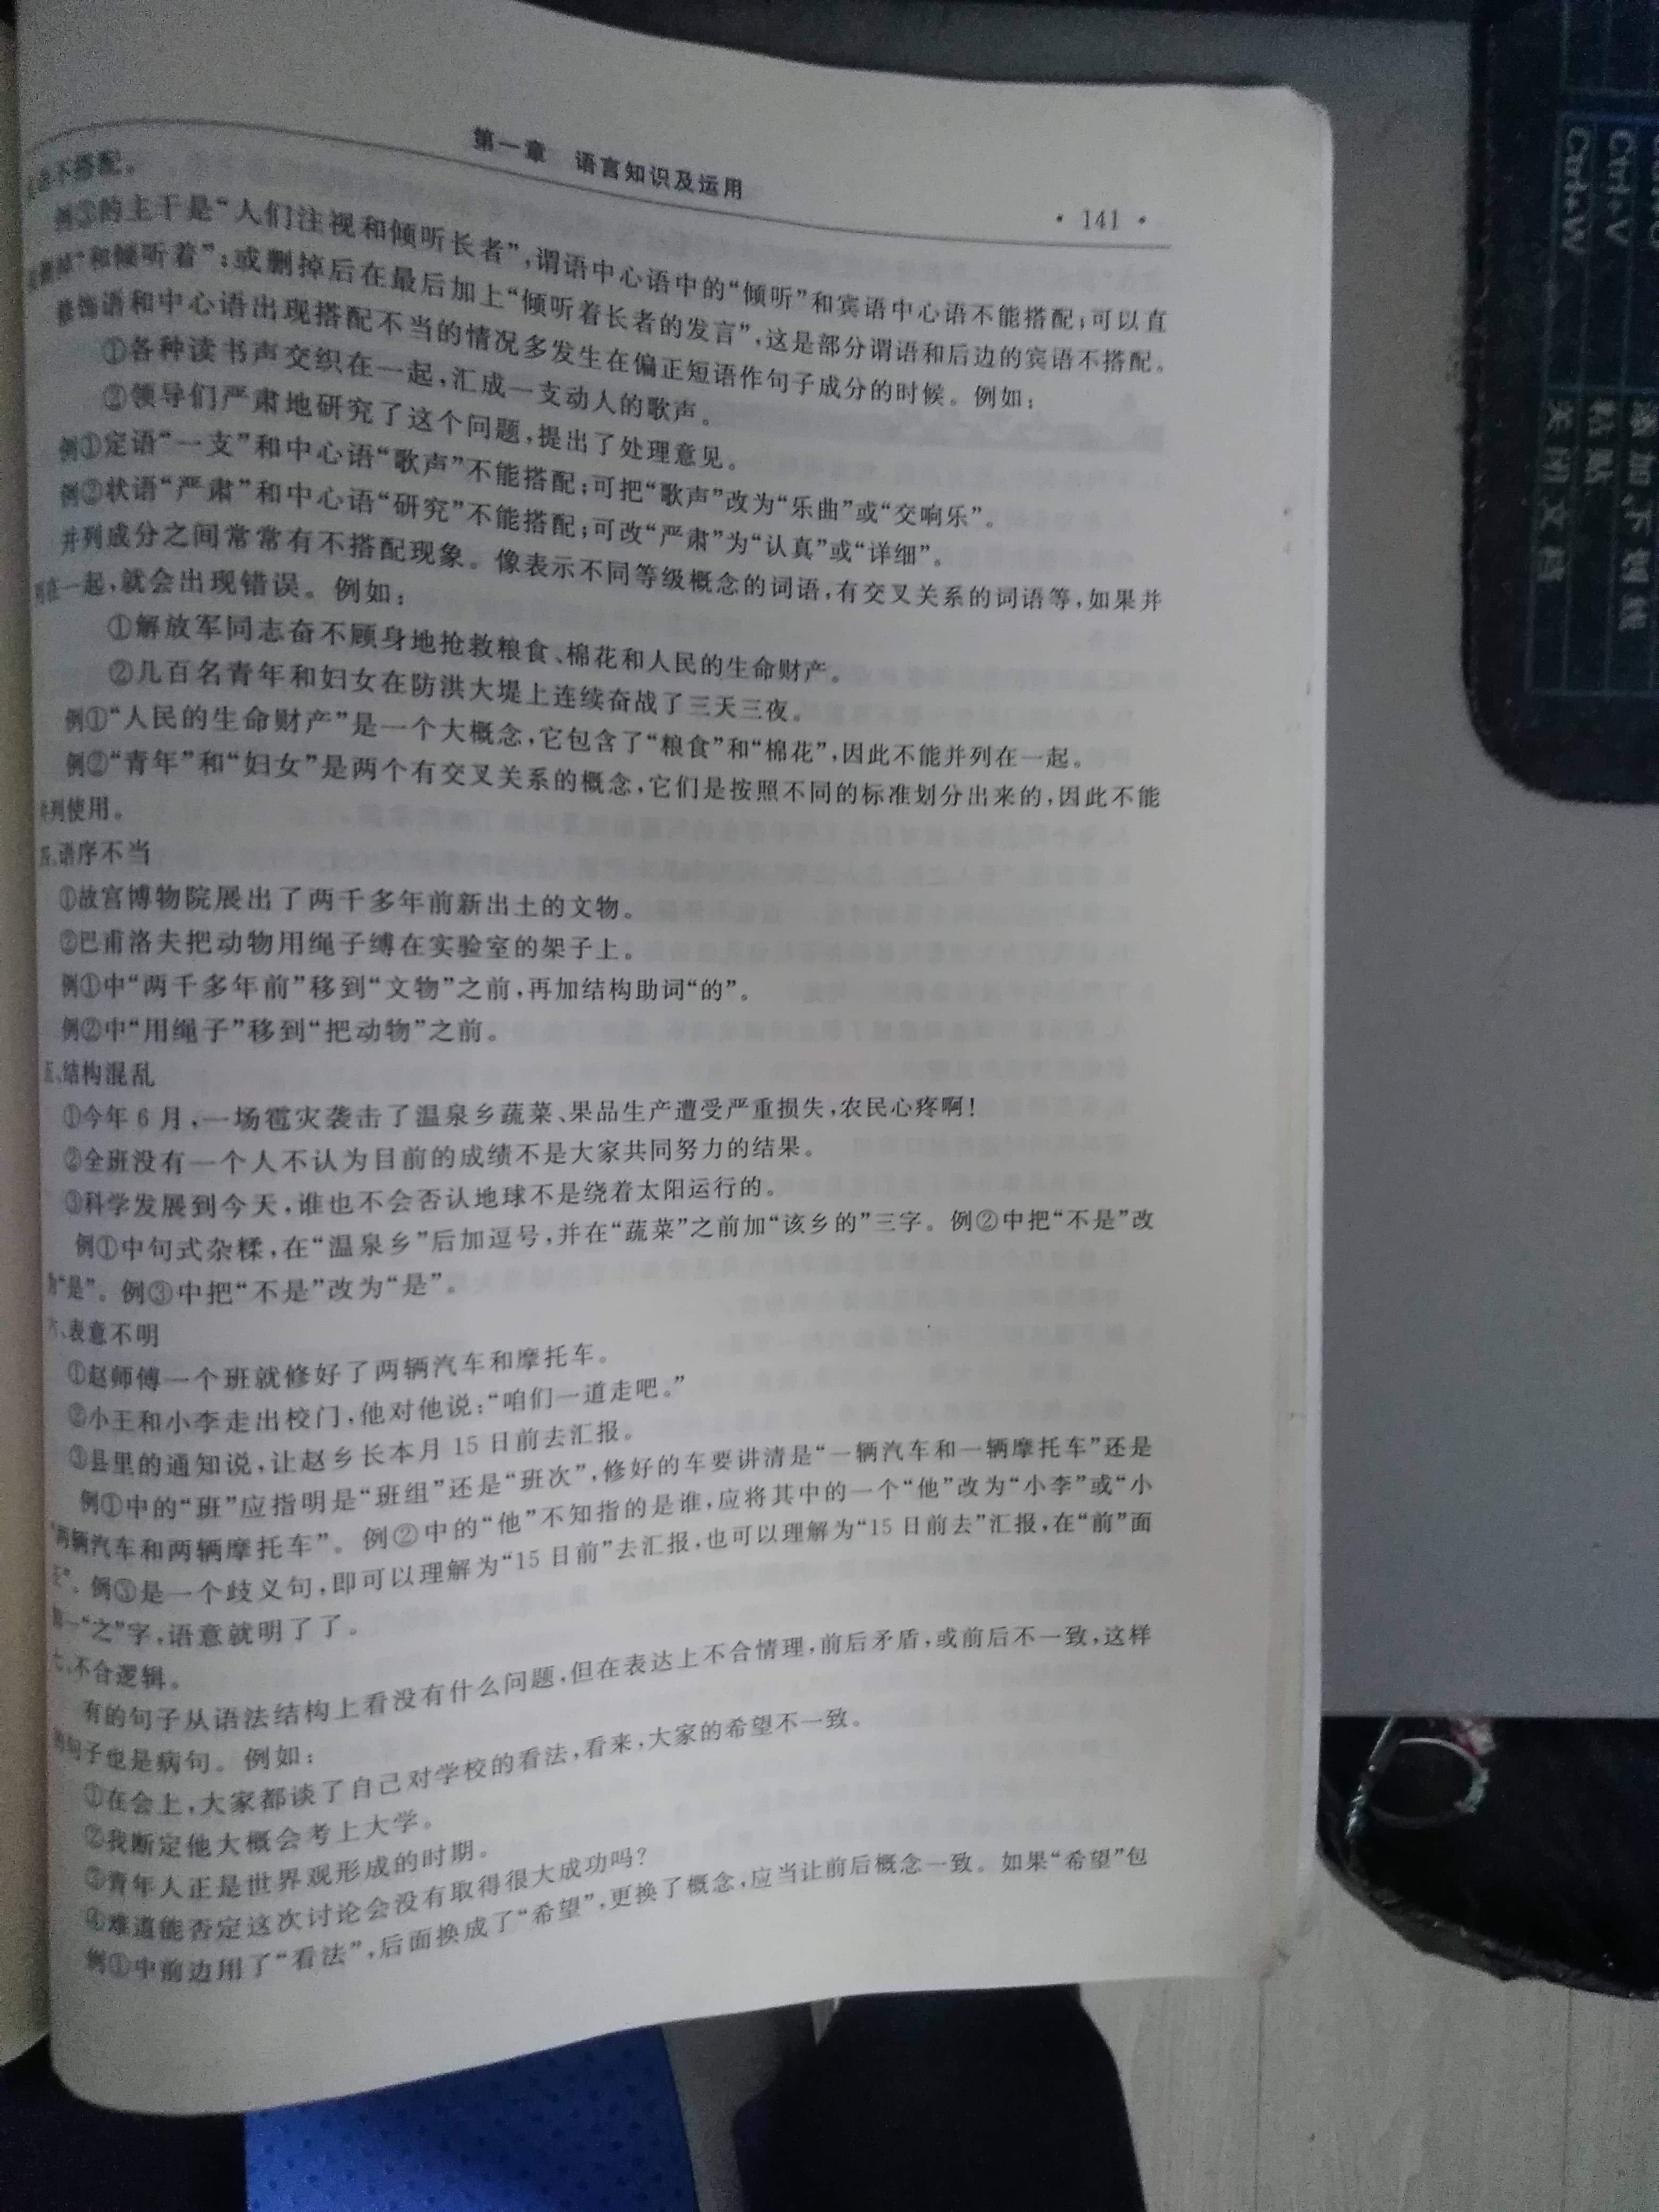 第一章 语言知识及运用
· 141 ·
不搭配。
例③的主干是“人们注视和倾听长者”,谓语中心语中的“倾听”和宾语中心语不能搭配;可以直
“和倾听着”;或删掉后在最后加上“倾听着长者的发言”,这是部分谓语和后边的宾语不搭配。
修饰语和中心语出现搭配不当的情况多发生在偏正短语作句子成分的时候。例如:
①各种读书声交织在一起,汇成一支动人的歌声。
②领导们严肃地研究了这个问题,提出了处理意见。
例①定语“一支”和中心语“歌声”不能搭配;可把“歌声”改为“乐曲”或“交响乐”。
例②状语“严肃”和中心语“研究”不能搭配;可改“严肃”为“认真”或“详细”。
并列成分之间常常有不搭配现象。像表示不同等级概念的词语,有交叉关系的词语等,如果并
在一起,就会出现错误。例如:
①解放军同志奋不顾身地抢救粮食、棉花和人民的生命财产。
②几百名青年和妇女在防洪大堤上连续奋战了三天三夜。
例①“人民的生命财产”是一个大概念,它包含了“粮食”和“棉花”,因此不能并列在一起。
例②“青年”和“妇女”是两个有交叉关系的概念,它们是按照不同的标准划分出来的,因此不能
并列使用。
、语序不当
①故宫博物院展出了两千多年前新出土的文物。
②巴甫洛夫把动物用绳子缚在实验室的架子上。
例①中“两千多年前”移到“文物”之前,再加结构助词“的”。
例②中“用绳子”移到“把动物”之前。
五、结构混乱
①今年6月,一场雹灾袭击了温泉乡蔬菜、果品生产遭受严重损失,农民心疼啊!
②全班没有一个人不认为目前的成绩不是大家共同努力的结果。
③科学发展到今天,谁也不会否认地球不是绕着太阳运行的。
例①中句式杂糅,在“温泉乡”后加逗号,并在“蔬菜”之前加“该乡的”三字。例②中把“不是”改
为“是”。例③中把“不是”改为“是”。
、表意不明
①赵师傅一个班就修好了两辆汽车和摩托车。
②小王和小李走出校门,他对他说:“咱们一道走吧。”
③县里的通知说,让赵乡长本月15日前去汇报。
例①中的“班”应指明是“班组”还是“班次”,修好的车要讲清是“一辆汽车和一辆摩托车”还是
“两辆汽车和两辆摩托车”。例②中的“他”不知指的是谁,应将其中的一个“他”改为“小李”或“小
”。例③是一个歧义句,即可以理解为“15日前”去汇报,也可以理解为“15日前去”汇报,在“前”面
一“之”字,语意就明了了。
七、不合逻辑。
有的句子从语法结构上看没有什么问题,但在表达上不合情理,前后矛盾,或前后不一致,这样
句子也是病句。例如:
①在会上,大家都谈了自己对学校的看法,看来,大家的希望不一致。
②我断定他大概会考上大学。
③青年人正是世界观形成的时期。
④难道能否定这次讨论会没有取得很大成功吗?
例①中前边用了“看法”,后面换成了“希望”,更换了概念,应当让前后概念一致。如果“希望”包
Ctrl+V
粘贴
Ctrl+W
关闭文档